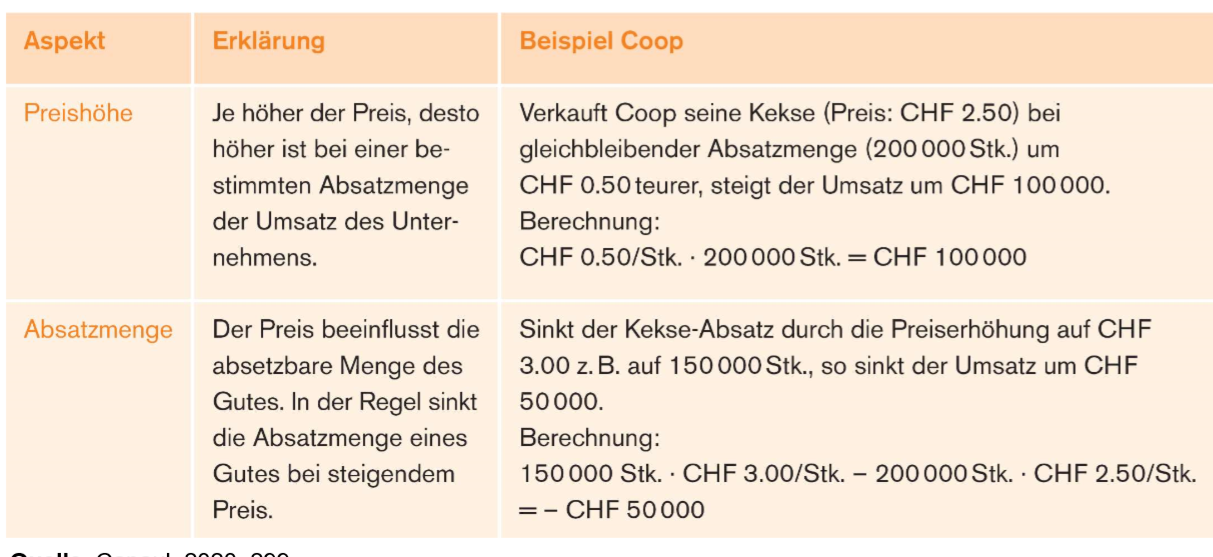 Aspekt
Erklärung
Beispiel Coop
Preishöhe
Je höher der Preis, desto
höher ist bei einer be-
stimmten Absatzmenge
der Umsatz des Unter-
nehmens.
Verkauft Coop seine Kekse (Preis: CHF 2.50) bei
gleichbleibender Absatzmenge (200 000 Stk.) um
CHF 0.50 teurer, steigt der Umsatz um CHF 100 000.
Berechnung:
CHF 0.50/Stk. · 200 000 Stk. = CHF 100 000
Absatzmenge
Der Preis beeinflusst die
absetzbare Menge des
Gutes. In der Regel sinkt
die Absatzmenge eines
Gutes bei steigendem
Preis.
Sinkt der Kekse-Absatz durch die Preiserhöhung auf CHF
3.00 z. B. auf 150 000 Stk., so sinkt der Umsatz um CHF
50 000.
Berechnung:
150 000 Stk. · CHF 3.00/Stk. – 200 000 Stk. · CHF 2.50/Stk.
= – CHF 50 000